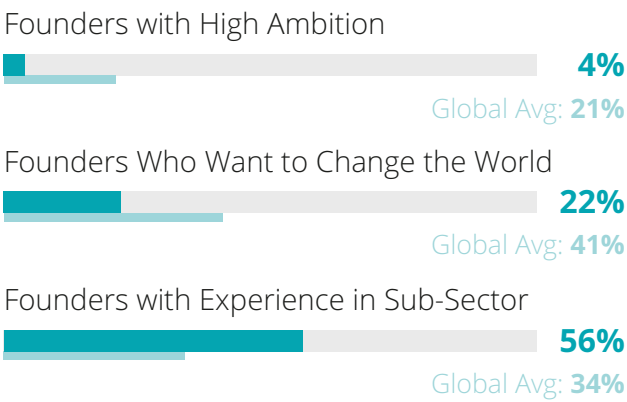 Founders with High Ambition
4%
Global Avg: 21%
Founders Who Want to Change the World
22%
Global Avg: 41%
Founders with Experience in Sub-Sector
56%
Global Avg: 34%